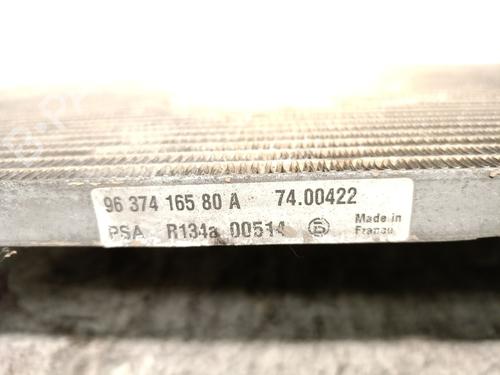 96 374 165 80 A 74.00422
PSA R134a 00514 Made in
France